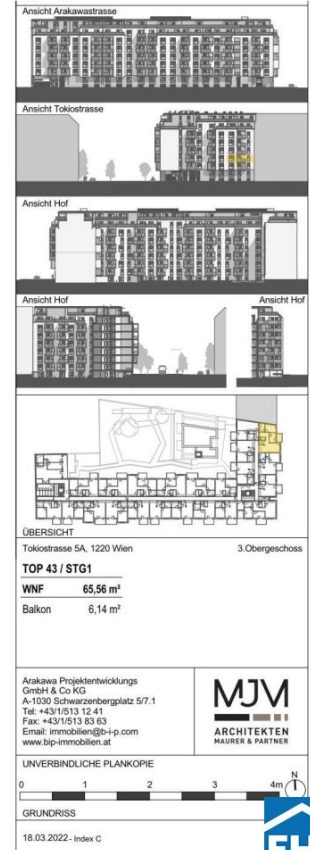 Ansicht Arakawastrasse
Ansicht Tokiostrasse
Ansicht Hof
Ansicht Hof
Ansicht Hof
ÜBERSICHT
Tokiostrasse 5A, 1220 Wien
3.Obergeschoss
TOP 43 / STG1
WNF 65,56 m²
Balkon 6,14 m²
Arakawa Projektentwicklungs
GmbH & Co KG
A-1030 Schwarzenbergplatz 5/7.1
Tel: +43/1/513 12 41
Fax: +43/1/513 83 63
Email: immobilien@b-i-p.com
www.bip-immobilien.at
MJM
ARCHITEKTEN
MAURER & PARTNER
UNVERBINDLICHE PLANKOPIE
0 1 2 3 4m
N
GRUNDRISS
18.03.2022 - Index C